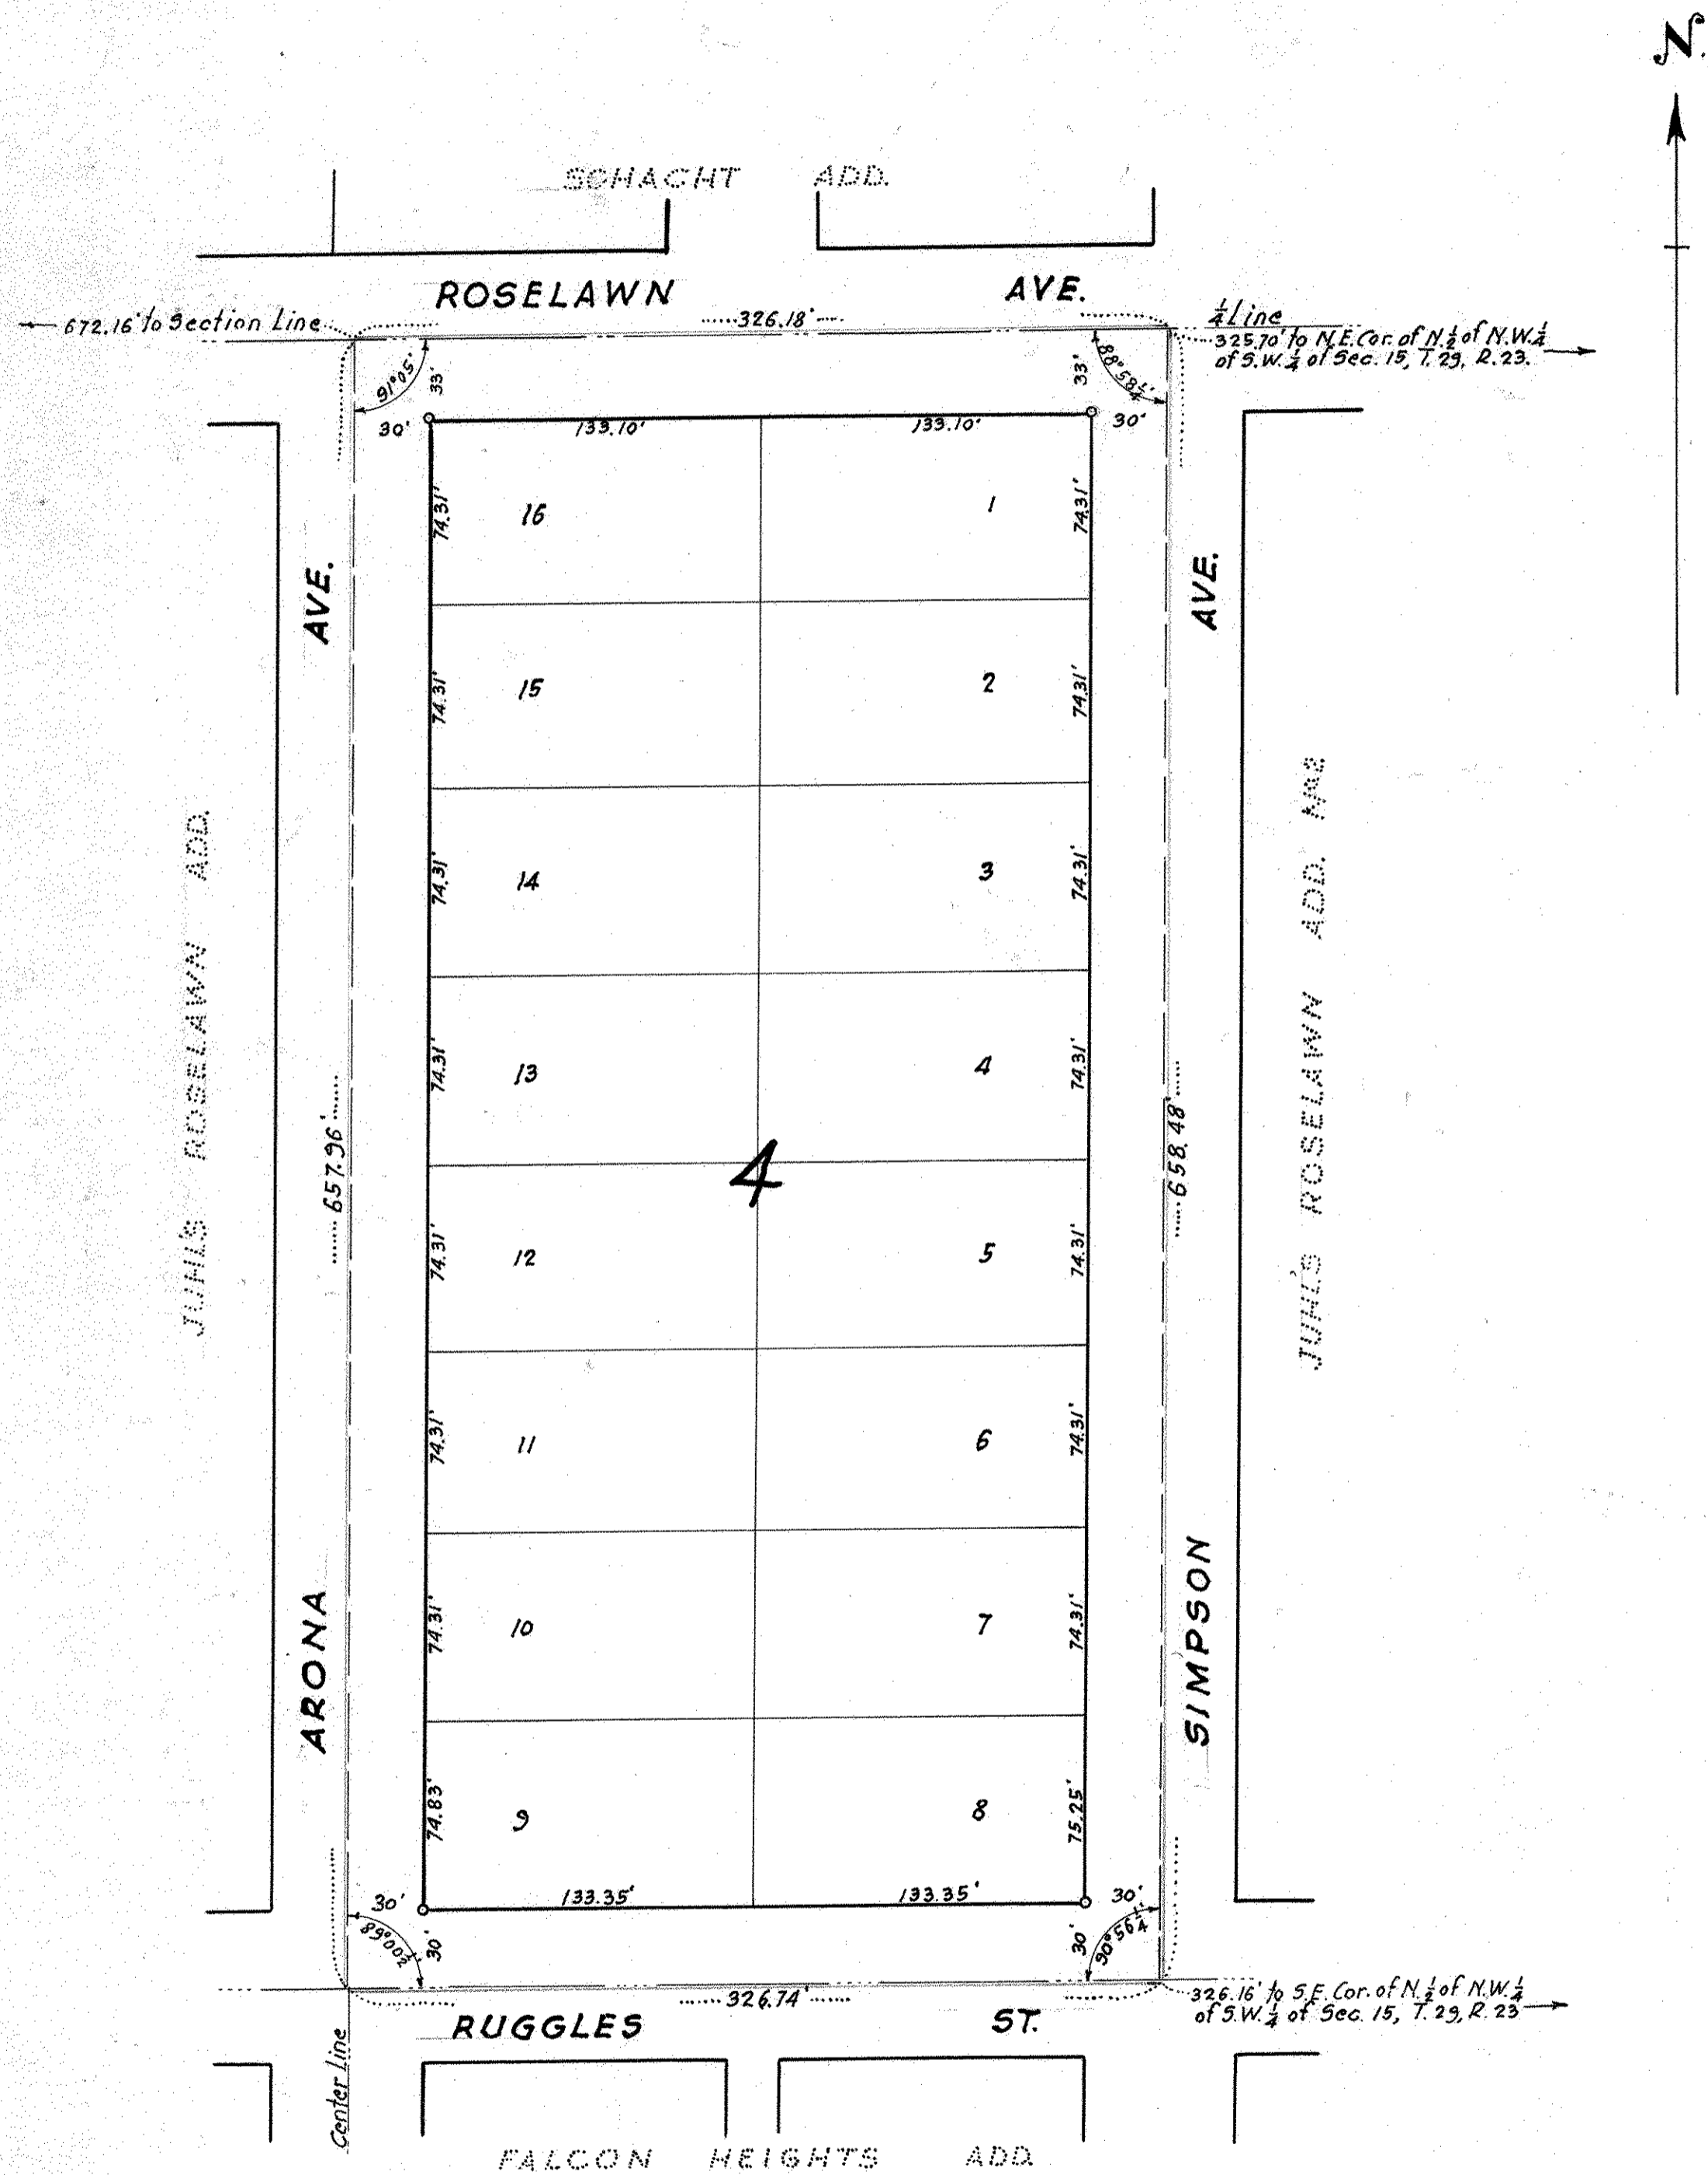 N.
SCHACHT ADD.
ROSELAWN AVE.
672.16' to Section Line
326.18'
¼ Line
325.70' to N.E. Cor. of N.½ of N.W.¼
of S.W.¼ of Sec. 15, T. 29, R. 23.
91°05'
33'
33'
88°58¼'
30'
133.10'
133.10'
30'
74.31'
16
1
74.31'
AVE.
AVE.
74.31'
15
2
74.31'
74.31'
14
3
74.31'
JUHL'S ROSELAWN ADD.
JUHL'S ROSELAWN ADD. Nº 2
74.31'
13
4
74.31'
657.96'
4
658.48'
74.31'
12
5
74.31'
74.31'
11
6
74.31'
ARONA
SIMPSON
74.31'
10
7
74.31'
74.83'
9
8
75.25'
30'
133.35'
133.35'
30'
89°00½'
30'
30'
90°56¼'
326.74'
326.16' to S.E. Cor. of N.½ of N.W.¼
of S.W.¼ of Sec. 15, T. 29, R. 23
RUGGLES ST.
Center Line
FALCON HEIGHTS ADD.